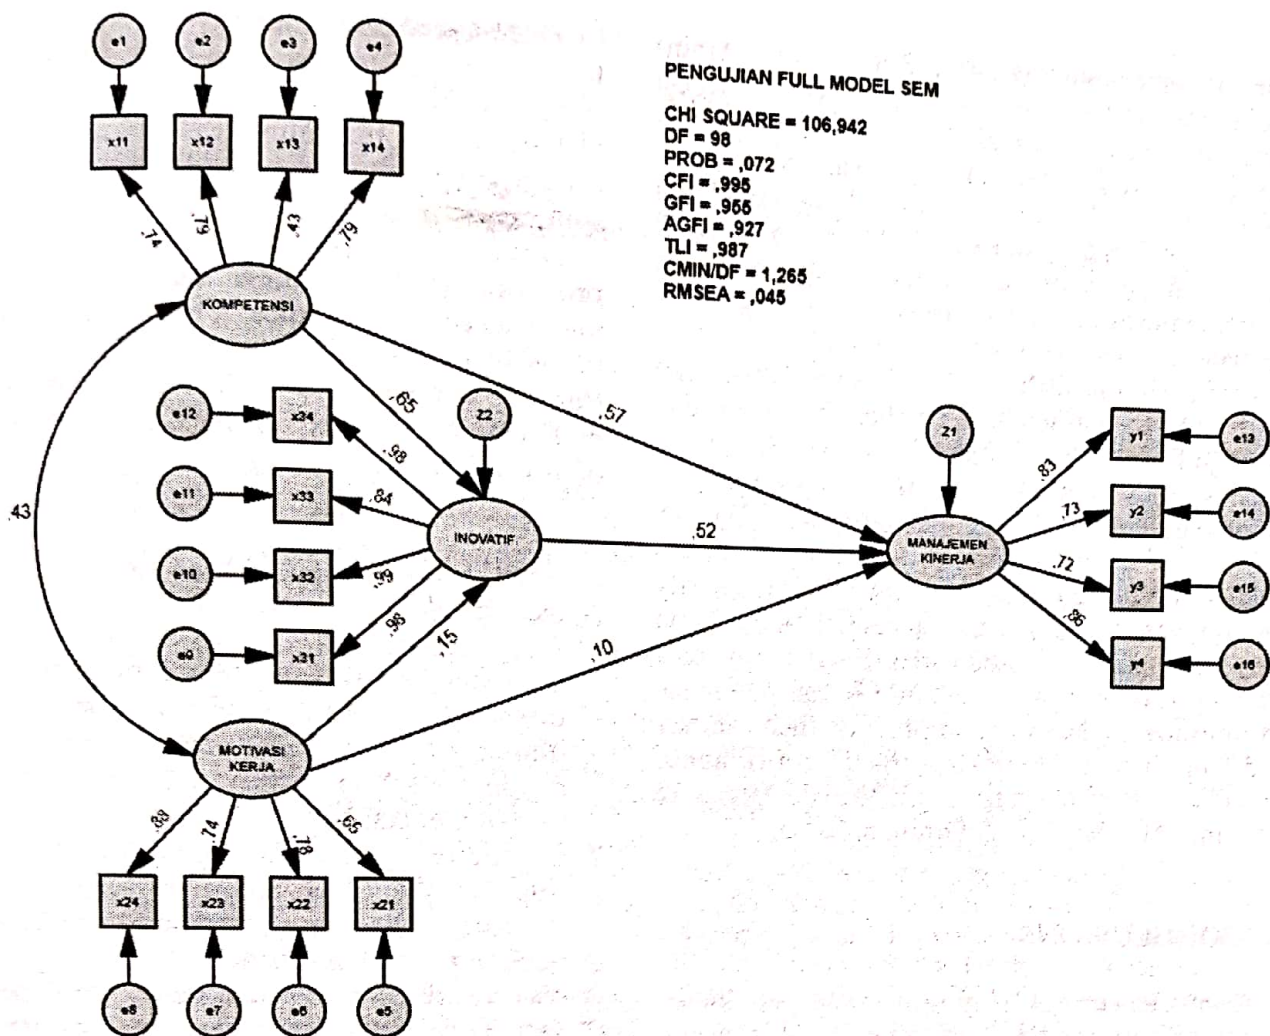 e1 e2 e3 e4
x11 x12 x13 x14
PENGUJIAN FULL MODEL SEM
CHI SQUARE = 106,942
DF = 98
PROB = ,072
CFI = ,995
GFI = ,955
AGFI = ,927
TLI = ,987
CMIN/DF = 1,265
RMSEA = ,045
,74 ,79 ,43 ,79
KOMPETENSI
,65
,57
,43
e12 x34 ,98
Z2
Z1
e11 x33 ,84
e10 x32 ,99
e9 x31 ,98
INOVATIF
,52
,15
,10
MANAJEMEN
KINERJA
,83 y1 e13
,73 y2 e14
,72 y3 e15
,86 y4 e16
MOTIVASI
KERJA
,88 ,74 ,78 ,65
x24 x23 x22 x21
e8 e7 e6 e5